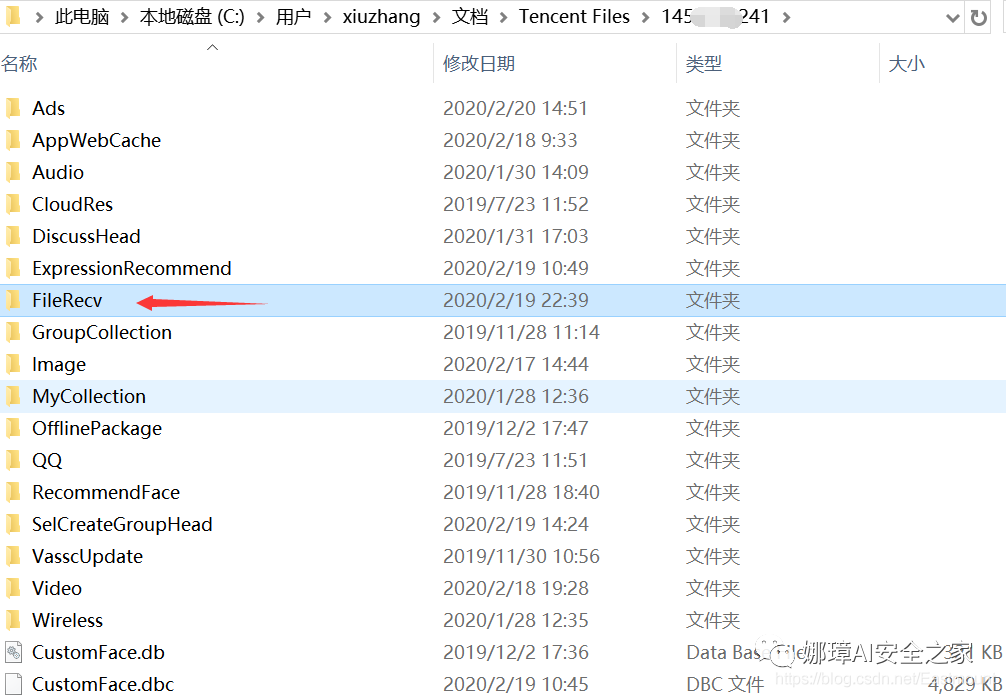 此电脑 > 本地磁盘 (C:) > 用户 > xiuzhang > 文档 > Tencent Files > 145 241 >
名称 修改日期 类型 大小
Ads 2020/2/20 14:51 文件夹
AppWebCache 2020/2/18 9:33 文件夹
Audio 2020/1/30 14:09 文件夹
CloudRes 2019/7/23 11:52 文件夹
DiscussHead 2020/1/31 17:03 文件夹
ExpressionRecommend 2020/2/19 10:49 文件夹
FileRecv 2020/2/19 22:39 文件夹
GroupCollection 2019/11/28 11:14 文件夹
Image 2020/2/17 14:44 文件夹
MyCollection 2020/1/28 12:36 文件夹
OfflinePackage 2019/12/2 17:47 文件夹
QQ 2019/7/23 11:51 文件夹
RecommendFace 2019/11/28 18:40 文件夹
SelCreateGroupHead 2020/2/19 14:24 文件夹
VasscUpdate 2019/11/30 10:56 文件夹
Video 2020/2/18 19:28 文件夹
Wireless 2020/1/28 12:35 文件夹
CustomFace.db 2019/12/2 17:36 Data Bas KB
娜璋AI安全之家
CustomFace.dbc 2020/2/19 10:45 DBC 文件 4,829 KB